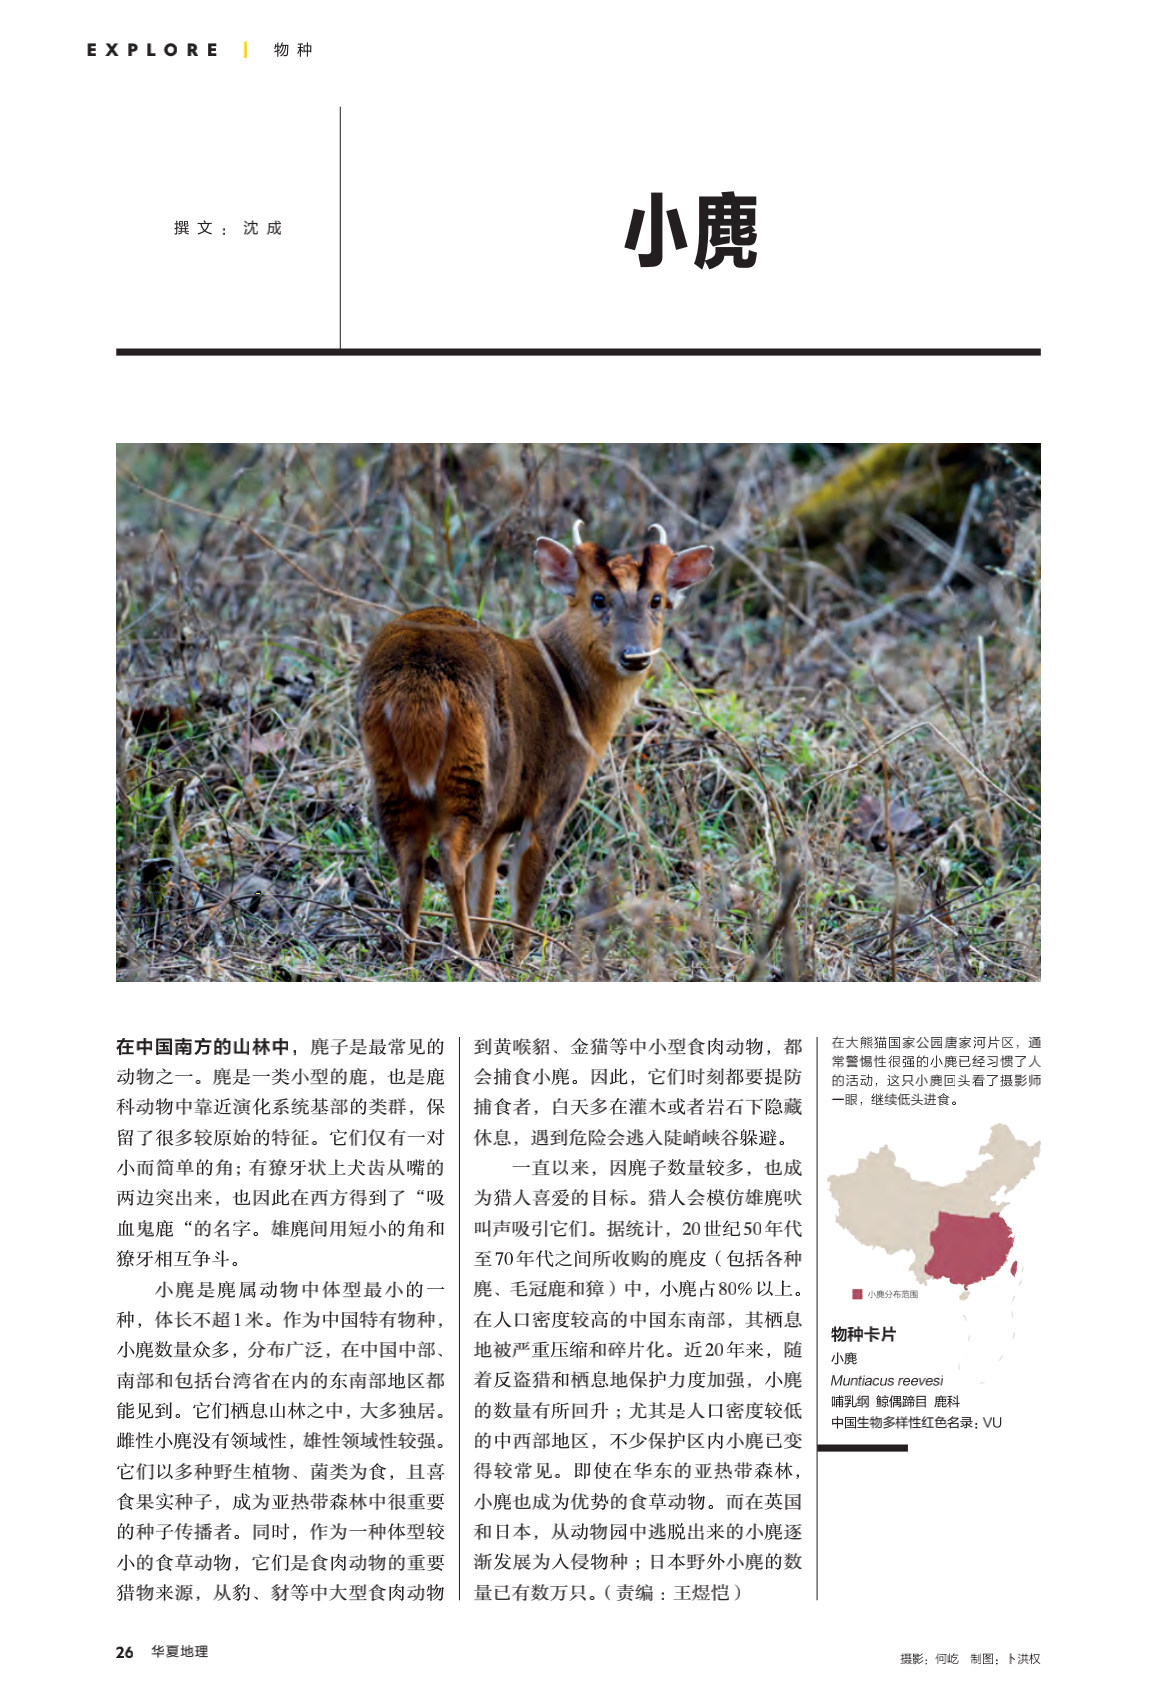 EXPLORE | 物种
撰文：沈成
小麂
在中国南方的山林中，麂子是最常见的
动物之一。麂是一类小型的鹿，也是鹿
科动物中靠近演化系统基部的类群，保
留了很多较原始的特征。它们仅有一对
小而简单的角；有獠牙状上犬齿从嘴的
两边突出来，也因此在西方得到了“吸
血鬼鹿“的名字。雄麂间用短小的角和
獠牙相互争斗。
小麂是麂属动物中体型最小的一
种，体长不超1米。作为中国特有物种，
小麂数量众多，分布广泛，在中国中部、
南部和包括台湾省在内的东南部地区都
能见到。它们栖息山林之中，大多独居。
雌性小麂没有领域性，雄性领域性较强。
它们以多种野生植物、菌类为食，且喜
食果实种子，成为亚热带森林中很重要
的种子传播者。同时，作为一种体型较
小的食草动物，它们是食肉动物的重要
猎物来源，从豹、豺等中大型食肉动物
到黄喉貂、金猫等中小型食肉动物，都
会捕食小麂。因此，它们时刻都要提防
捕食者，白天多在灌木或者岩石下隐藏
休息，遇到危险会逃入陡峭峡谷躲避。
一直以来，因麂子数量较多，也成
为猎人喜爱的目标。猎人会模仿雄麂吠
叫声吸引它们。据统计，20世纪50年代
至70年代之间所收购的麂皮（包括各种
麂、毛冠鹿和獐）中，小麂占80%以上。
在人口密度较高的中国东南部，其栖息
地被严重压缩和碎片化。近20年来，随
着反盗猎和栖息地保护力度加强，小麂
的数量有所回升；尤其是人口密度较低
的中西部地区，不少保护区内小麂已变
得较常见。即使在华东的亚热带森林，
小麂也成为优势的食草动物。而在英国
和日本，从动物园中逃脱出来的小麂逐
渐发展为入侵物种；日本野外小麂的数
量已有数万只。（责编：王煜恺）
在大熊猫国家公园唐家河片区，通
常警惕性很强的小麂已经习惯了人
的活动，这只小麂回头看了摄影师
一眼，继续低头进食。
小麂分布范围
物种卡片
小麂
Muntiacus reevesi
哺乳纲 鲸偶蹄目 鹿科
中国生物多样性红色名录：VU
26 华夏地理
摄影：何屹 制图：卜洪权